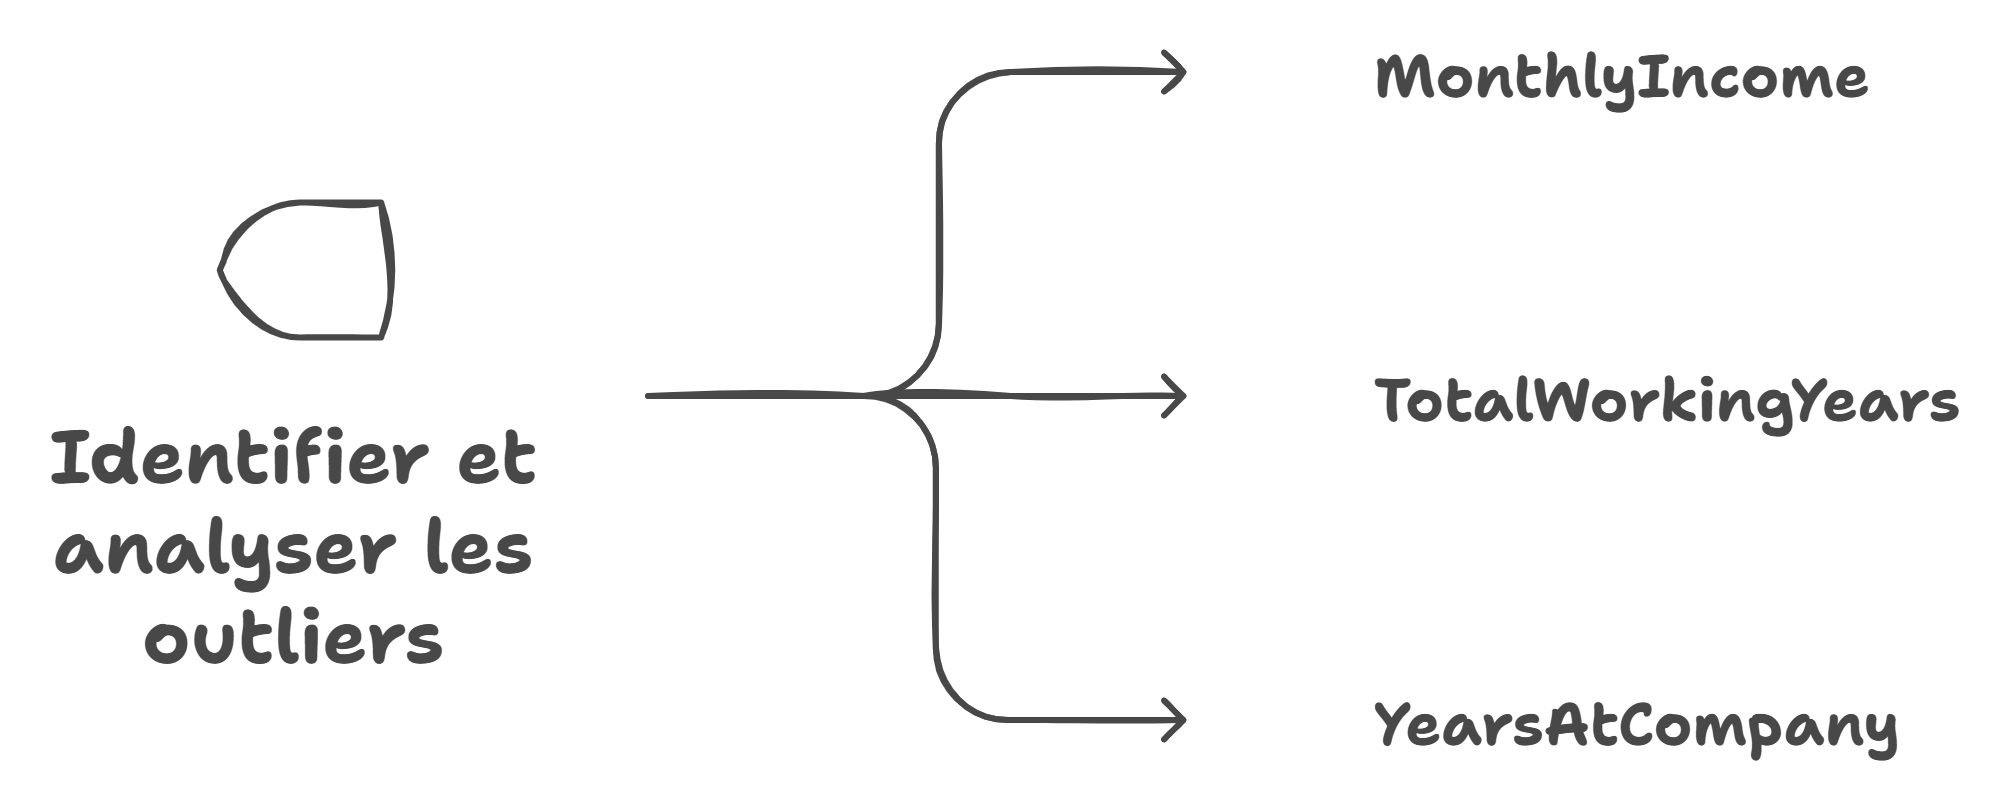 MonthlyIncome
TotalWorkingYears
Identifier et
analyser les
outliers
YearsAtCompany